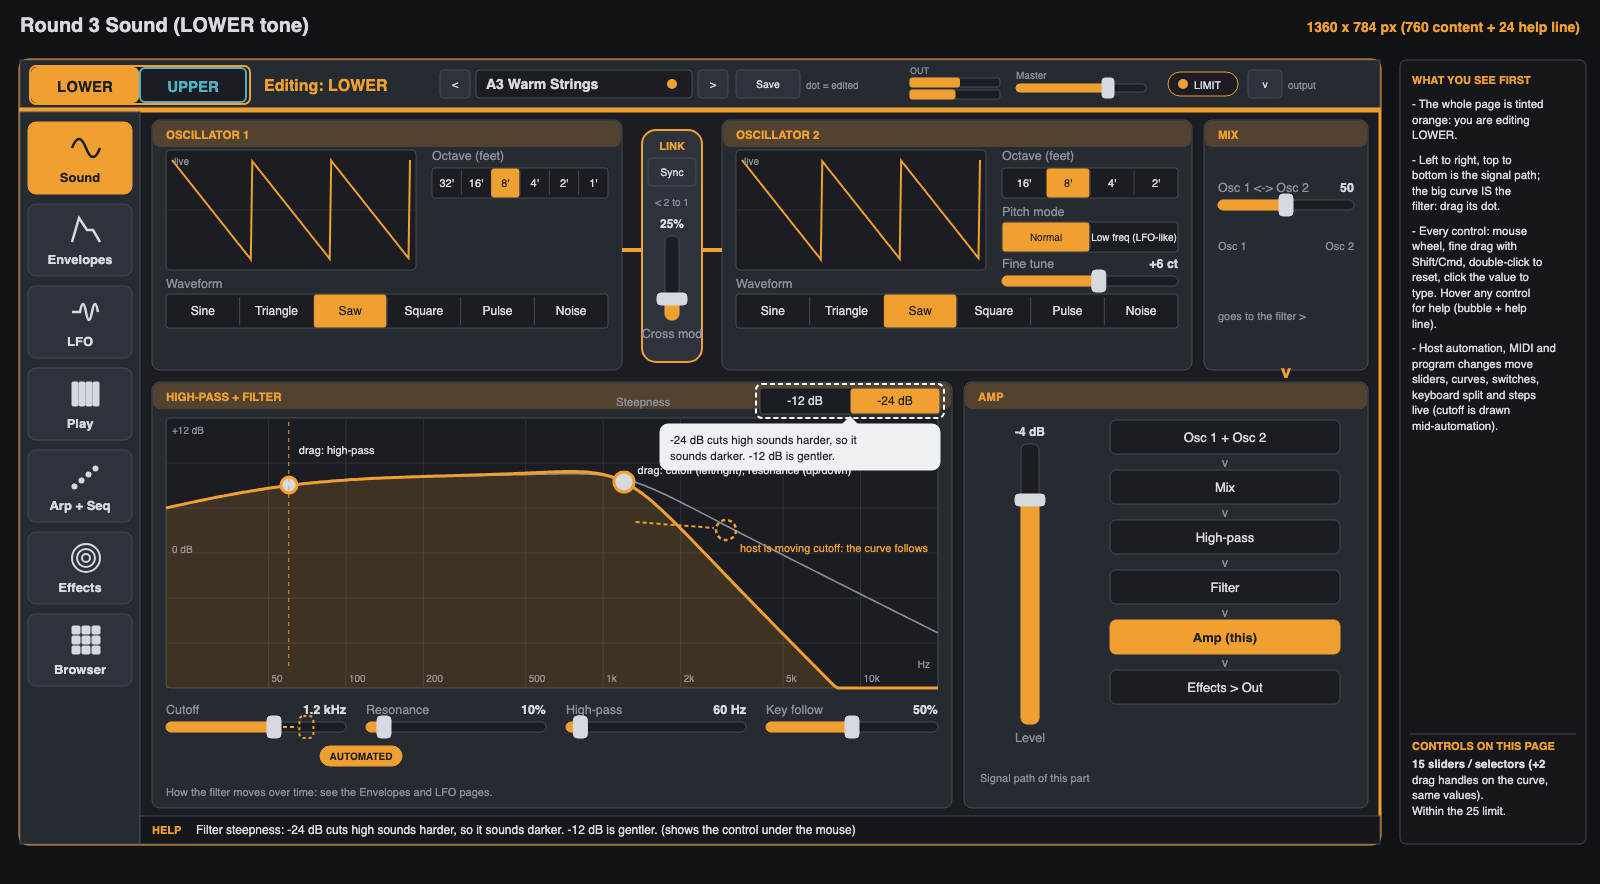 Round 3 Sound (LOWER tone)
1360 x 784 px (760 content + 24 help line)
LOWER
UPPER
Editing: LOWER
<
A3 Warm Strings
>
Save
dot = edited
OUT
Master
LIMIT
v
output
Sound
Envelopes
LFO
Play
Arp + Seq
Effects
Browser
OSCILLATOR 1
live
Octave (feet)
32' 16' 8' 4' 2' 1'
Waveform
Sine Triangle Saw Square Pulse Noise
LINK
Sync
< 2 to 1
25%
Cross mod
OSCILLATOR 2
live
Octave (feet)
16' 8' 4' 2'
Pitch mode
Normal Low freq (LFO-like)
Fine tune +6 ct
Waveform
Sine Triangle Saw Square Pulse Noise
MIX
Osc 1 <-> Osc 2 50
Osc 1 Osc 2
goes to the filter >
v
HIGH-PASS + FILTER
Steepness
-12 dB -24 dB
-24 dB cuts high sounds harder, so it
sounds darker. -12 dB is gentler.
+12 dB
drag: high-pass
drag: cutoff (left/right), resonance (up/down)
0 dB
host is moving cutoff: the curve follows
Hz
50 100 200 500 1k 2k 5k 10k
Cutoff 1.2 kHz
Resonance 10%
High-pass 60 Hz
Key follow 50%
AUTOMATED
How the filter moves over time: see the Envelopes and LFO pages.
AMP
-4 dB
Level
Osc 1 + Osc 2
v
Mix
v
High-pass
v
Filter
v
Amp (this)
v
Effects > Out
Signal path of this part
HELP Filter steepness: -24 dB cuts high sounds harder, so it sounds darker. -12 dB is gentler. (shows the control under the mouse)
WHAT YOU SEE FIRST
- The whole page is tinted
orange: you are editing
LOWER.
- Left to right, top to
bottom is the signal path;
the big curve IS the
filter: drag its dot.
- Every control: mouse
wheel, fine drag with
Shift/Cmd, double-click to
reset, click the value to
type. Hover any control
for help (bubble + help
line).
- Host automation, MIDI and
program changes move
sliders, curves, switches,
keyboard split and steps
live (cutoff is drawn
mid-automation).
CONTROLS ON THIS PAGE
15 sliders / selectors (+2
drag handles on the curve,
same values).
Within the 25 limit.